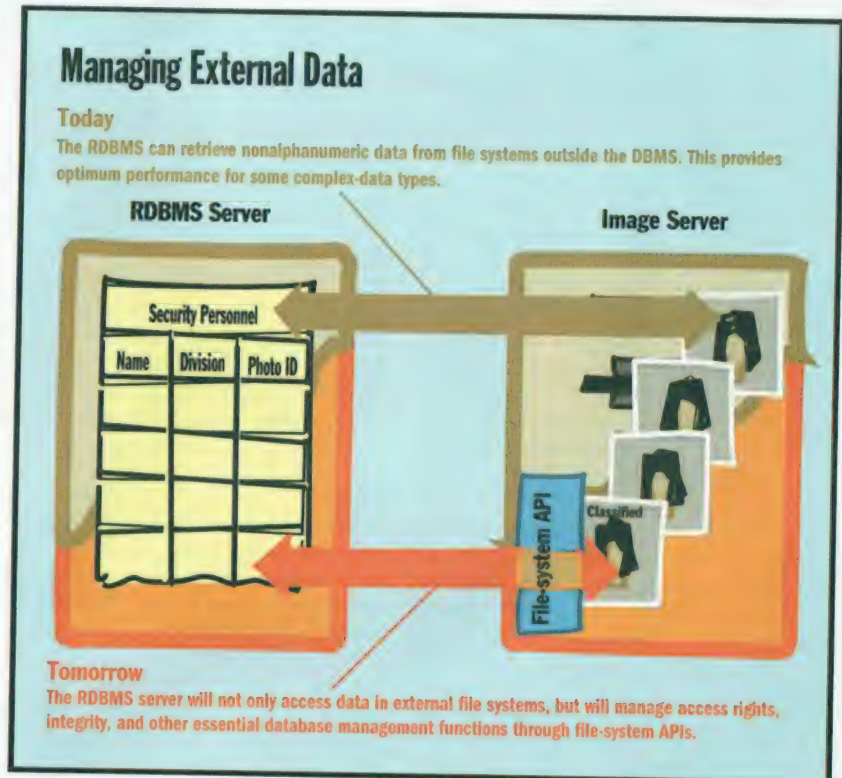 Managing External Data
Today
The RDBMS can retrieve nonalphanumeric data from file systems outside the DBMS. This provides
optimum performance for some complex-data types.
RDBMS Server
Image Server
Security Personnel
Name Division Photo ID
File-system API
Classified
Tomorrow
The RDBMS server will not only access data in external file systems, but will manage access rights,
integrity, and other essential database management functions through file-system APIs.